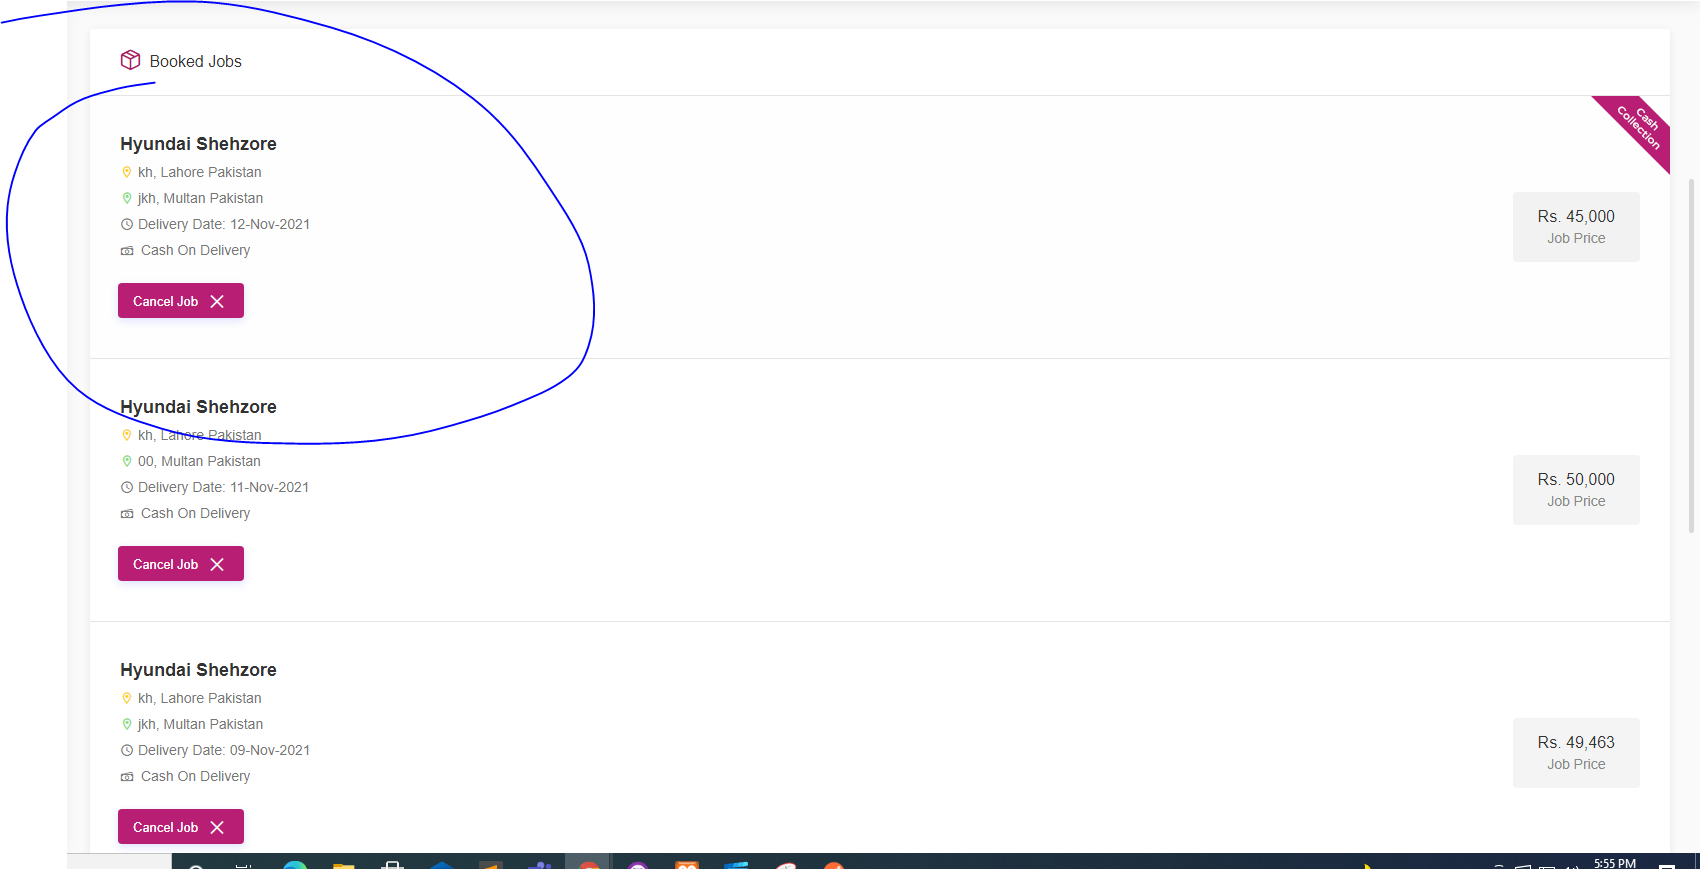 Booked Jobs
Cash
Collection
Hyundai Shehzore
kh, Lahore Pakistan
jkh, Multan Pakistan
Delivery Date: 12-Nov-2021
Cash On Delivery
Rs. 45,000
Job Price
Cancel Job
Hyundai Shehzore
kh, Lahore Pakistan
00, Multan Pakistan
Delivery Date: 11-Nov-2021
Cash On Delivery
Rs. 50,000
Job Price
Cancel Job
Hyundai Shehzore
kh, Lahore Pakistan
jkh, Multan Pakistan
Delivery Date: 09-Nov-2021
Cash On Delivery
Rs. 49,463
Job Price
Cancel Job
5:55 PM